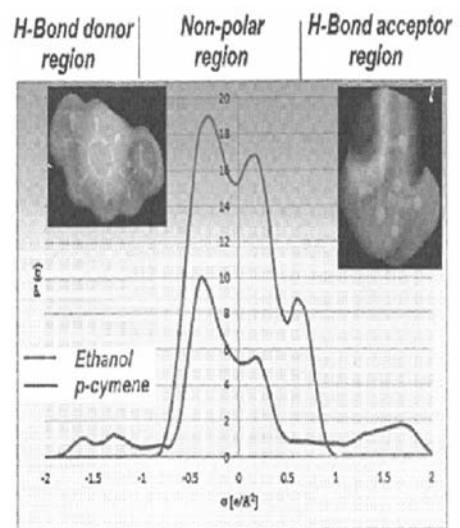 H-Bond donor region
Non-polar region
H-Bond acceptor region
20
18
16
14
12
10
8
6
4
2
0
Ethanol
p-cymene
-2 -1.5 -1 -0.5 0 0.5 1 1.5 2
σ [e/Å²]